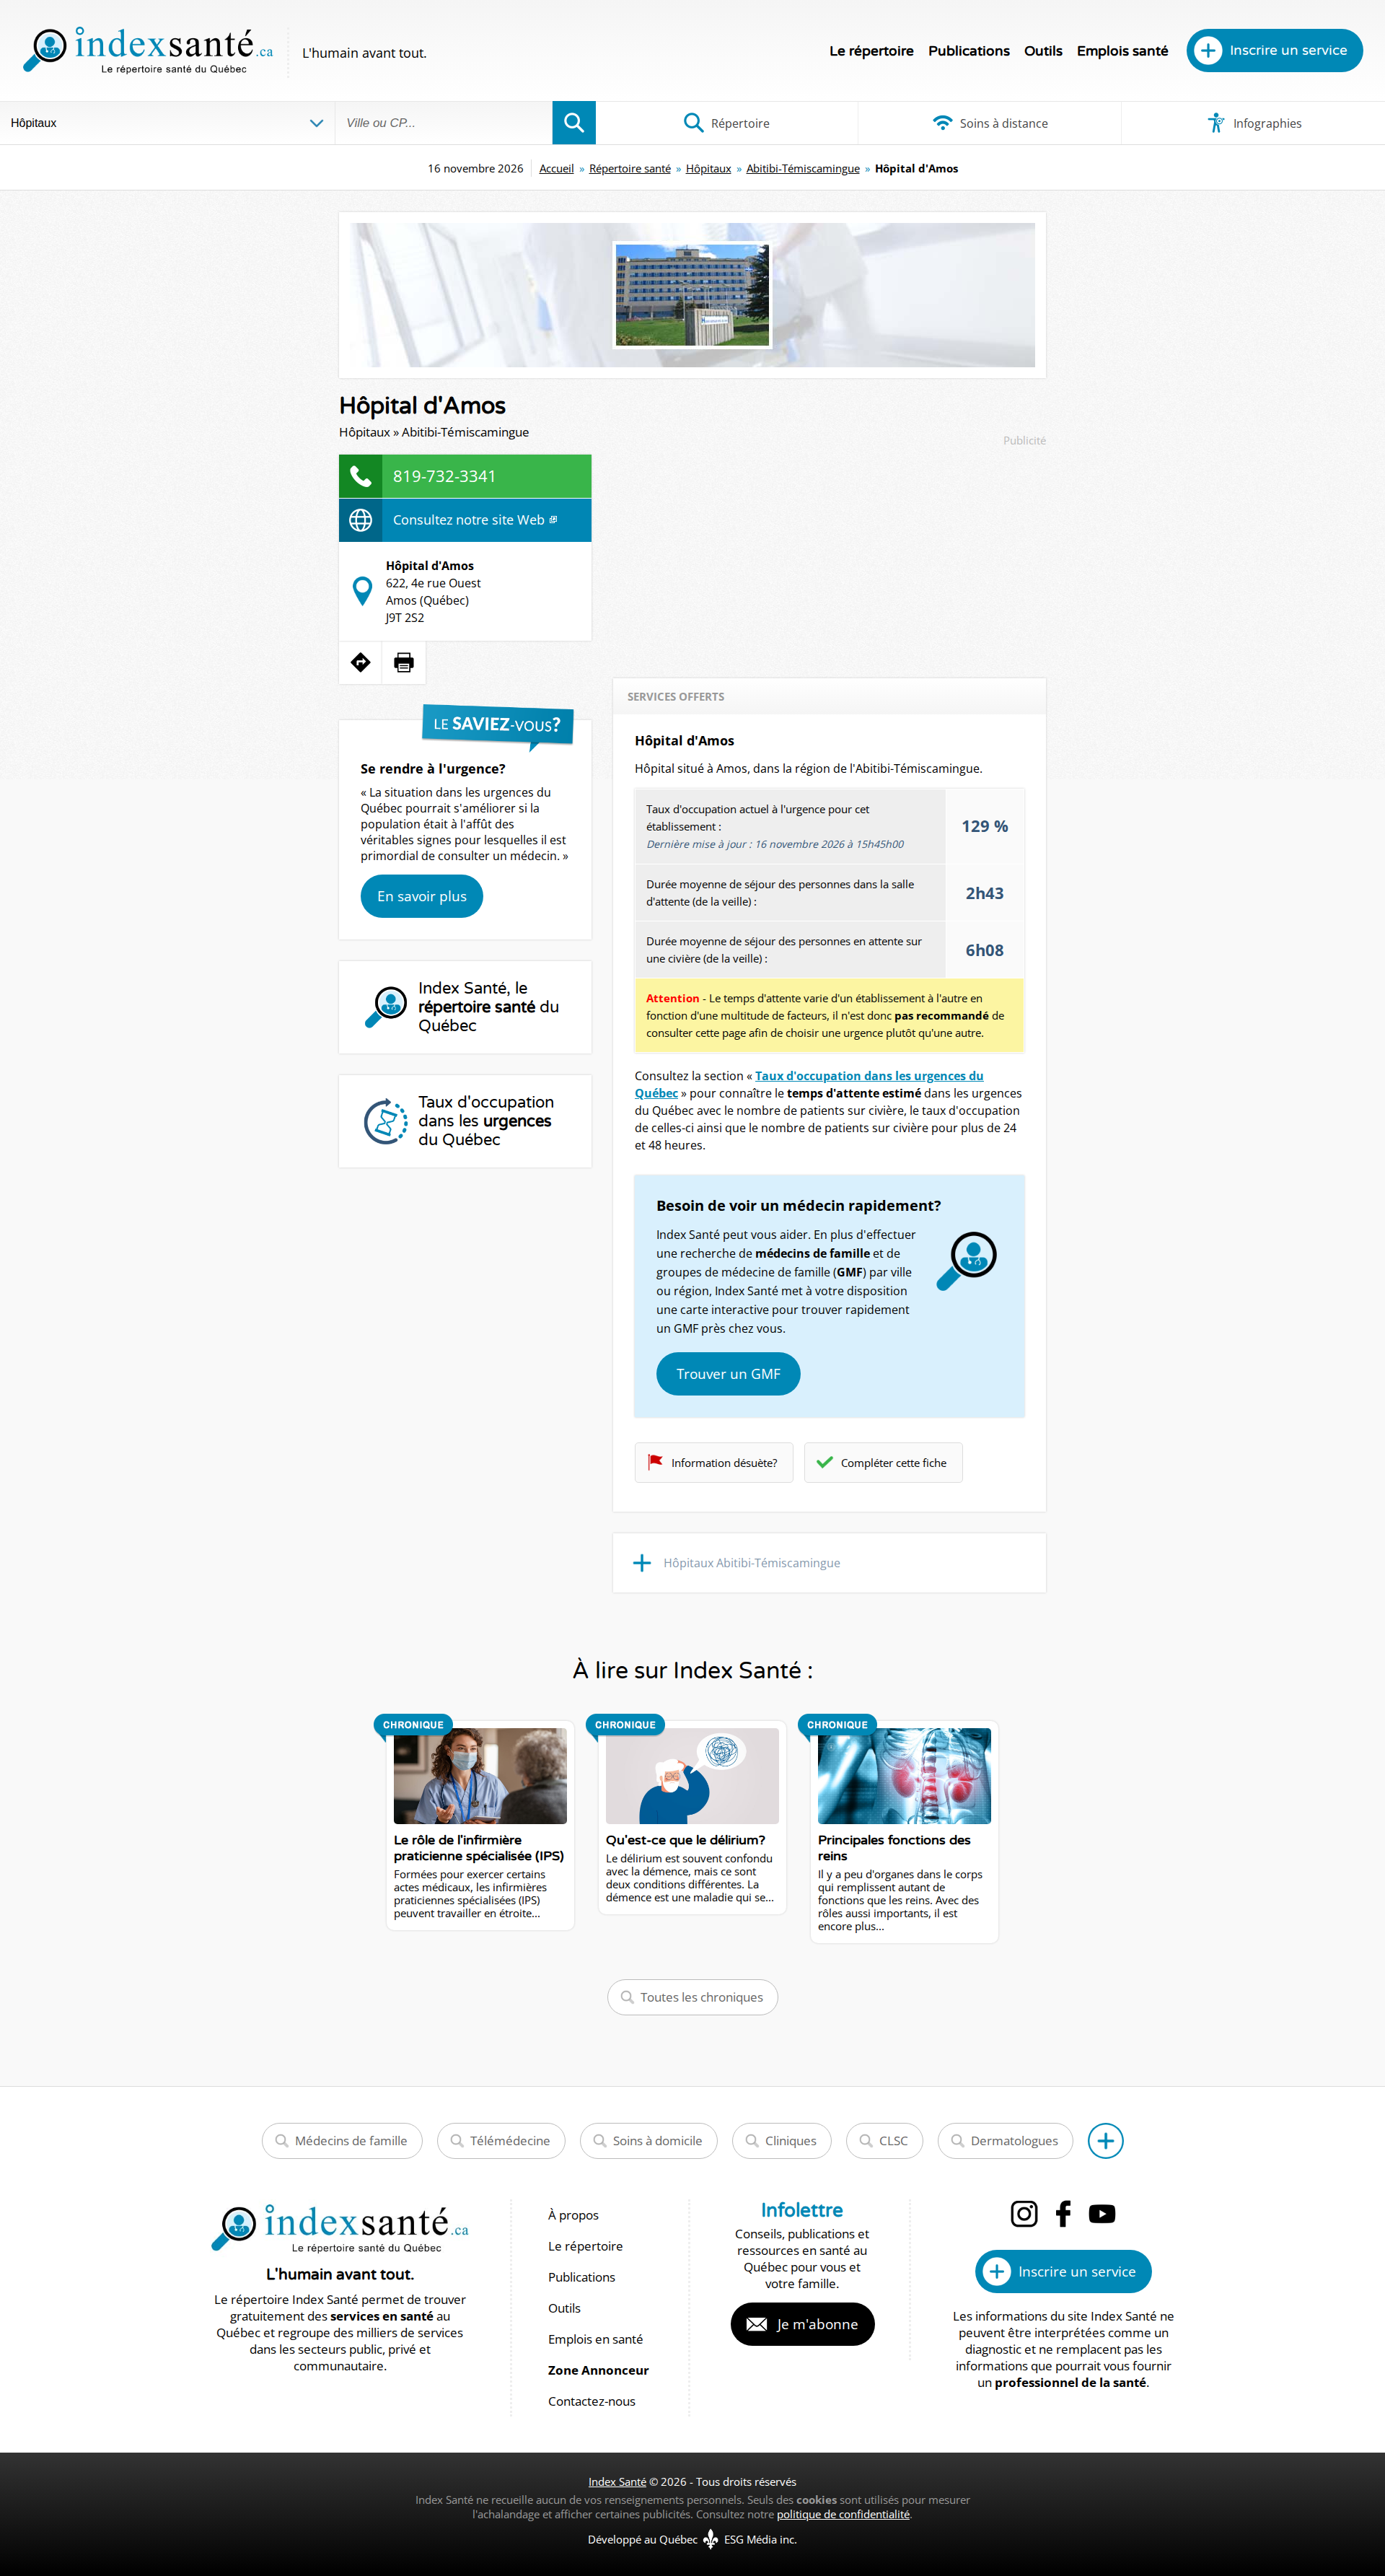 indexsanté.ca
Le répertoire santé du Québec
L'humain avant tout.
Le répertoire
Publications
Outils
Emplois santé
Inscrire un service
Hôpitaux
Ville ou CP...
Répertoire
Soins à distance
Infographies
16 novembre 2026 Accueil » Répertoire santé » Hôpitaux » Abitibi-Témiscamingue » Hôpital d'Amos
Hôpital d'Amos
Hôpitaux » Abitibi-Témiscamingue
Publicité
819-732-3341
Consultez notre site Web
Hôpital d'Amos
622, 4e rue Ouest
Amos (Québec)
J9T 2S2
LE SAVIEZ-VOUS?
Se rendre à l'urgence?
« La situation dans les urgences du
Québec pourrait s'améliorer si la
population était à l'affût des
véritables signes pour lesquelles il est
primordial de consulter un médecin. »
En savoir plus
Index Santé, le
répertoire santé du
Québec
Taux d'occupation
dans les urgences
du Québec
SERVICES OFFERTS
Hôpital d'Amos
Hôpital situé à Amos, dans la région de l'Abitibi-Témiscamingue.
Taux d'occupation actuel à l'urgence pour cet
établissement :
Dernière mise à jour : 16 novembre 2026 à 15h45h00
129 %
Durée moyenne de séjour des personnes dans la salle
d'attente (de la veille) :
2h43
Durée moyenne de séjour des personnes en attente sur
une civière (de la veille) :
6h08
Attention - Le temps d'attente varie d'un établissement à l'autre en
fonction d'une multitude de facteurs, il n'est donc pas recommandé de
consulter cette page afin de choisir une urgence plutôt qu'une autre.
Consultez la section « Taux d'occupation dans les urgences du
Québec » pour connaître le temps d'attente estimé dans les urgences
du Québec avec le nombre de patients sur civière, le taux d'occupation
de celles-ci ainsi que le nombre de patients sur civière pour plus de 24
et 48 heures.
Besoin de voir un médecin rapidement?
Index Santé peut vous aider. En plus d'effectuer
une recherche de médecins de famille et de
groupes de médecine de famille (GMF) par ville
ou région, Index Santé met à votre disposition
une carte interactive pour trouver rapidement
un GMF près chez vous.
Trouver un GMF
Information désuète?
Compléter cette fiche
Hôpitaux Abitibi-Témiscamingue
À lire sur Index Santé :
CHRONIQUE
Le rôle de l'infirmière
praticienne spécialisée (IPS)
Formées pour exercer certains
actes médicaux, les infirmières
praticiennes spécialisées (IPS)
peuvent travailler en étroite...
CHRONIQUE
Qu'est-ce que le délirium?
Le délirium est souvent confondu
avec la démence, mais ce sont
deux conditions différentes. La
démence est une maladie qui se...
CHRONIQUE
Principales fonctions des
reins
Il y a peu d'organes dans le corps
qui remplissent autant de
fonctions que les reins. Avec des
rôles aussi importants, il est
encore plus...
Toutes les chroniques
Médecins de famille
Télémédecine
Soins à domicile
Cliniques
CLSC
Dermatologues
indexsanté.ca
Le répertoire santé du Québec
L'humain avant tout.
Le répertoire Index Santé permet de trouver
gratuitement des services en santé au
Québec et regroupe des milliers de services
dans les secteurs public, privé et
communautaire.
À propos
Le répertoire
Publications
Outils
Emplois en santé
Zone Annonceur
Contactez-nous
Infolettre
Conseils, publications et
ressources en santé au
Québec pour vous et
votre famille.
Je m'abonne
Inscrire un service
Les informations du site Index Santé ne
peuvent être interprétées comme un
diagnostic et ne remplacent pas les
informations que pourrait vous fournir
un professionnel de la santé.
Index Santé © 2026 - Tous droits réservés
Index Santé ne recueille aucun de vos renseignements personnels. Seuls des cookies sont utilisés pour mesurer
l'achalandage et afficher certaines publicités. Consultez notre politique de confidentialité.
Développé au Québec ESG Média inc.